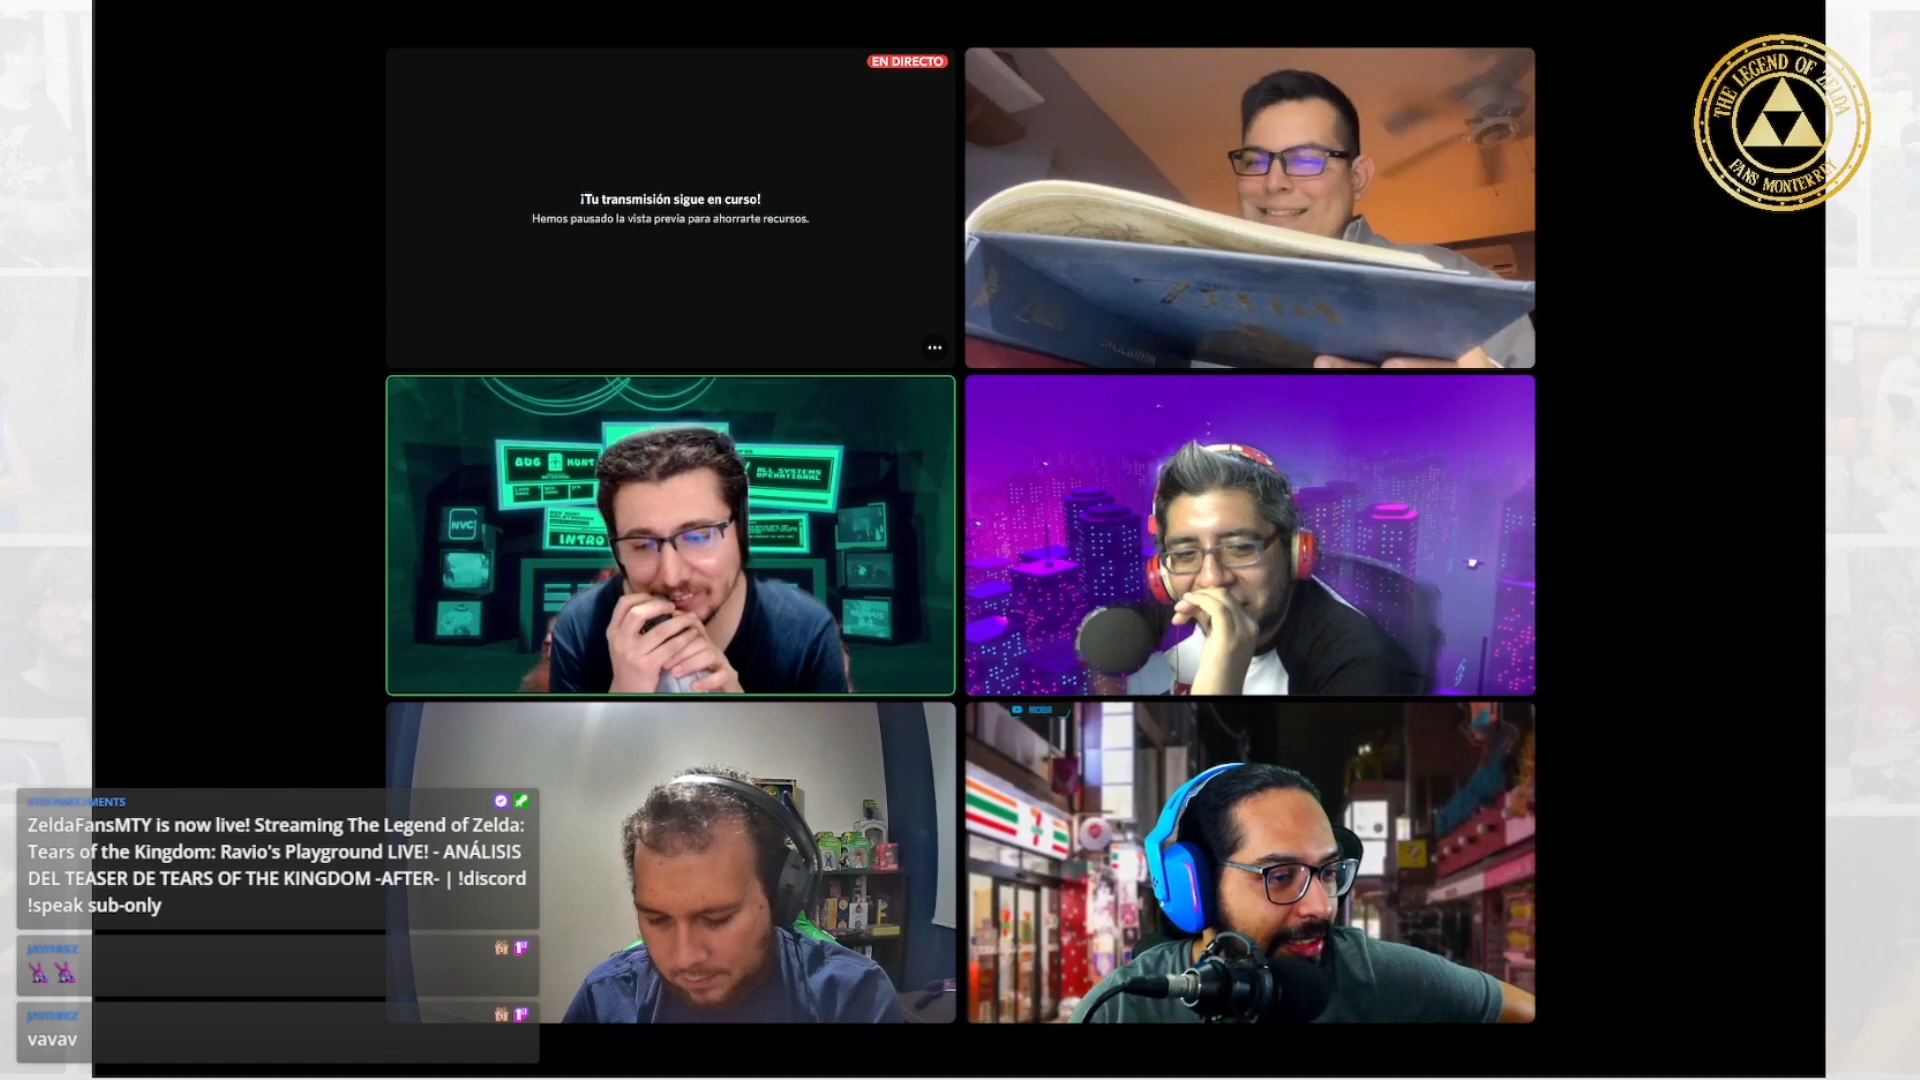 EN DIRECTO
¡Tu transmisión sigue en curso!
Hemos pausado la vista previa para ahorrarte recursos.
THE LEGEND OF ZELDA
FANS MONTERREY
ZELDA
BUG HUNT
ALL SYSTEMS
OPERATIONAL
NVC
INTRO
64
7
ZeldaFansMTY is now live! Streaming The Legend of Zelda:
Tears of the Kingdom: Ravio's Playground LIVE! - ANÁLISIS
DEL TEASER DE TEARS OF THE KINGDOM -AFTER- | !discord
!speak sub-only
vavav